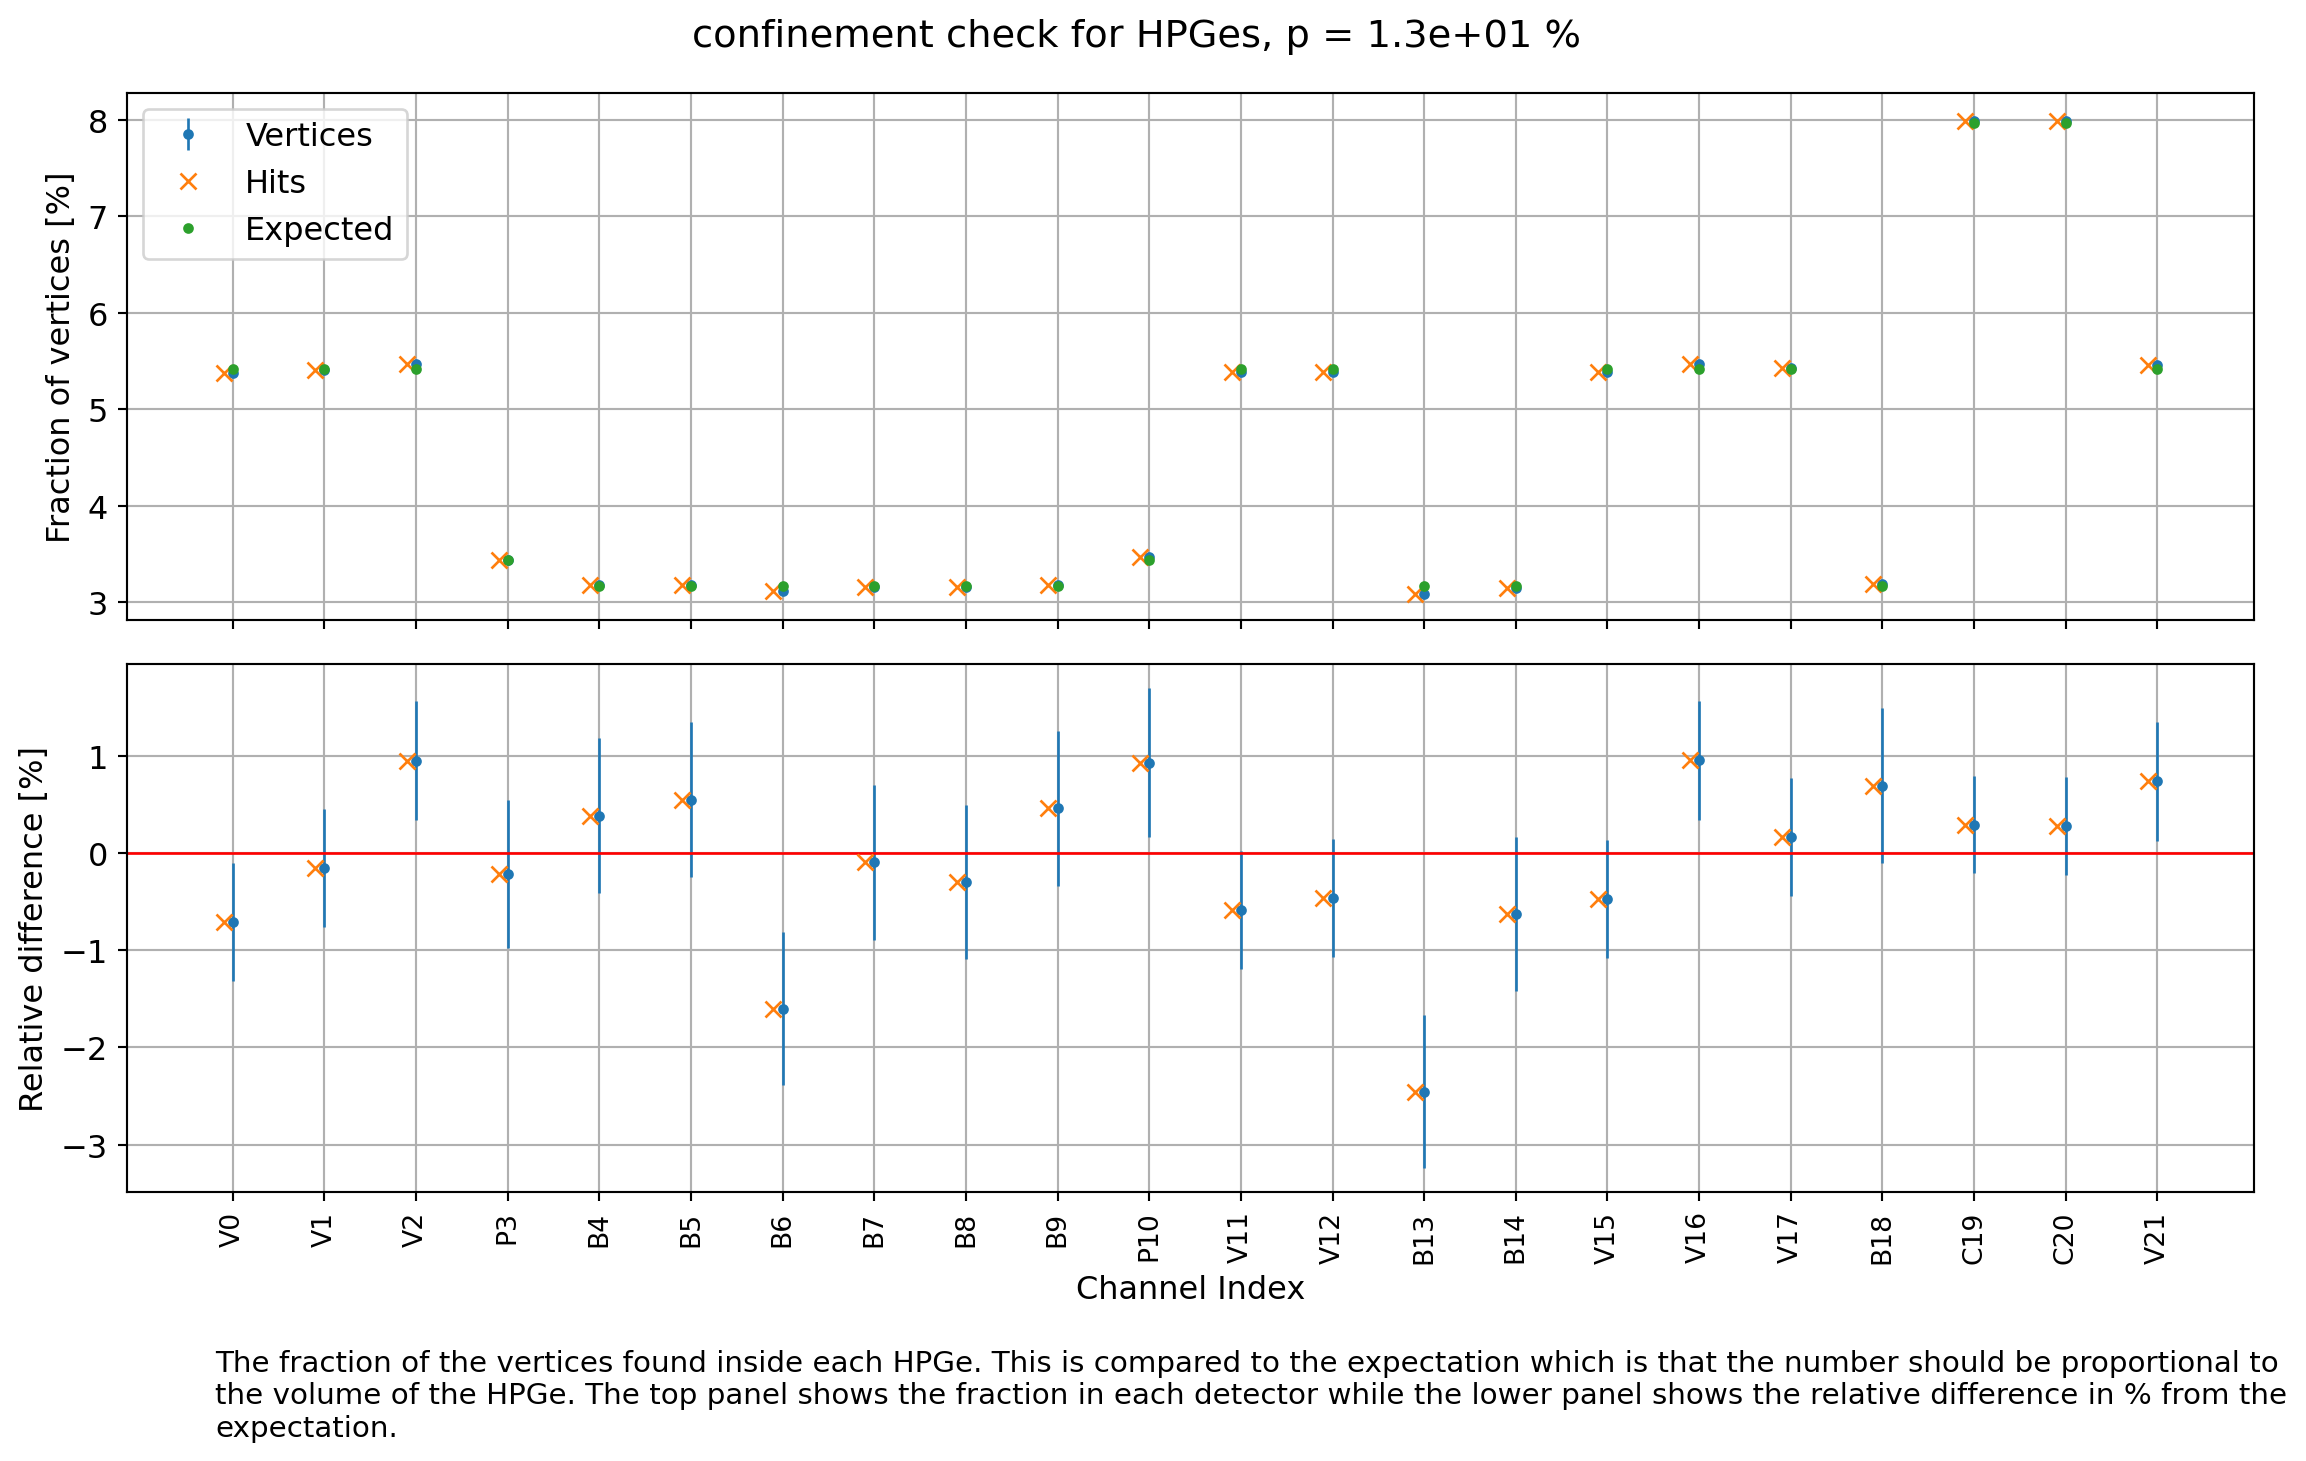 confinement check for HPGes, p = 1.3e+01 %
8
7
6
5
4
3
Fraction of vertices [%]
Vertices
Hits
Expected
1
0
−1
−2
−3
Relative difference [%]
V0
V1
V2
P3
B4
B5
B6
B7
B8
B9
P10
V11
V12
B13
B14
V15
V16
V17
B18
C19
C20
V21
Channel Index
The fraction of the vertices found inside each HPGe. This is compared to the expectation which is that the number should be proportional to
the volume of the HPGe. The top panel shows the fraction in each detector while the lower panel shows the relative difference in % from the
expectation.